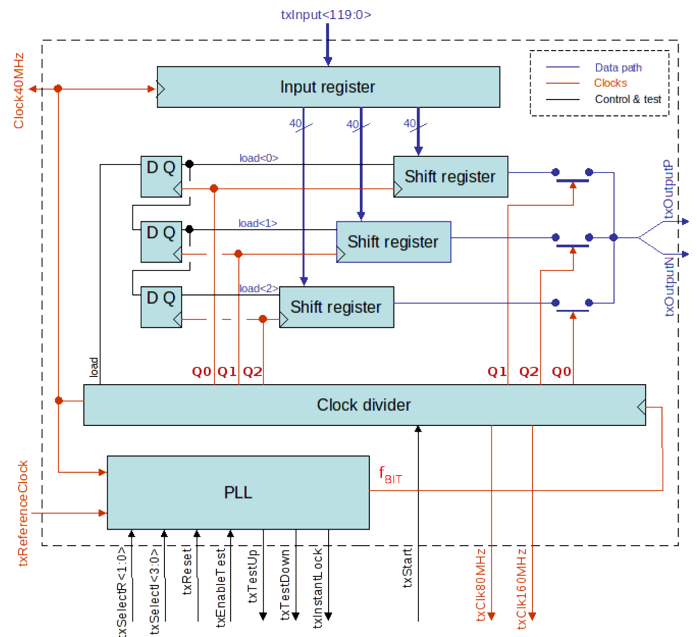 txInput<119:0>
Clock40MHz
Input register
Data path
Clocks
Control & test
40
40
40
D Q
load<0>
Shift register
txOutputP
D Q
load<1>
Shift register
txOutputN
D Q
load<2>
Shift register
load
Q0 Q1 Q2
Q1 Q2 Q0
Clock divider
fBIT
PLL
txReferenceClock
txSelectR<1:0>
txSelectI<3:0>
txReset
txEnableTest
txTestUp
txTestDown
txInstantLock
txStart
txClk80MHz
txClk160MHz